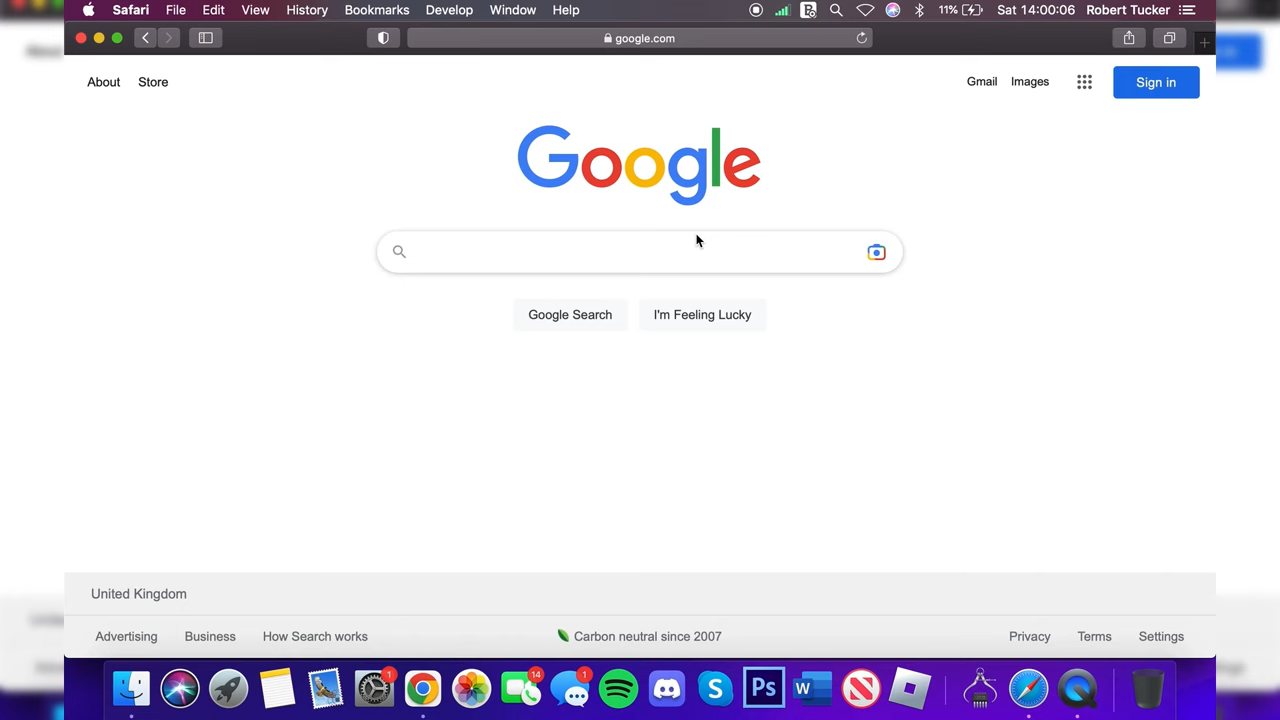 Safari File Edit View History Bookmarks Develop Window Help 11% Sat 14:00:06 Robert Tucker
google.com
About Store Gmail Images Sign in
Google
Google Search I'm Feeling Lucky
United Kingdom
Advertising Business How Search works Carbon neutral since 2007 Privacy Terms Settings
1 14 1 S Ps W N